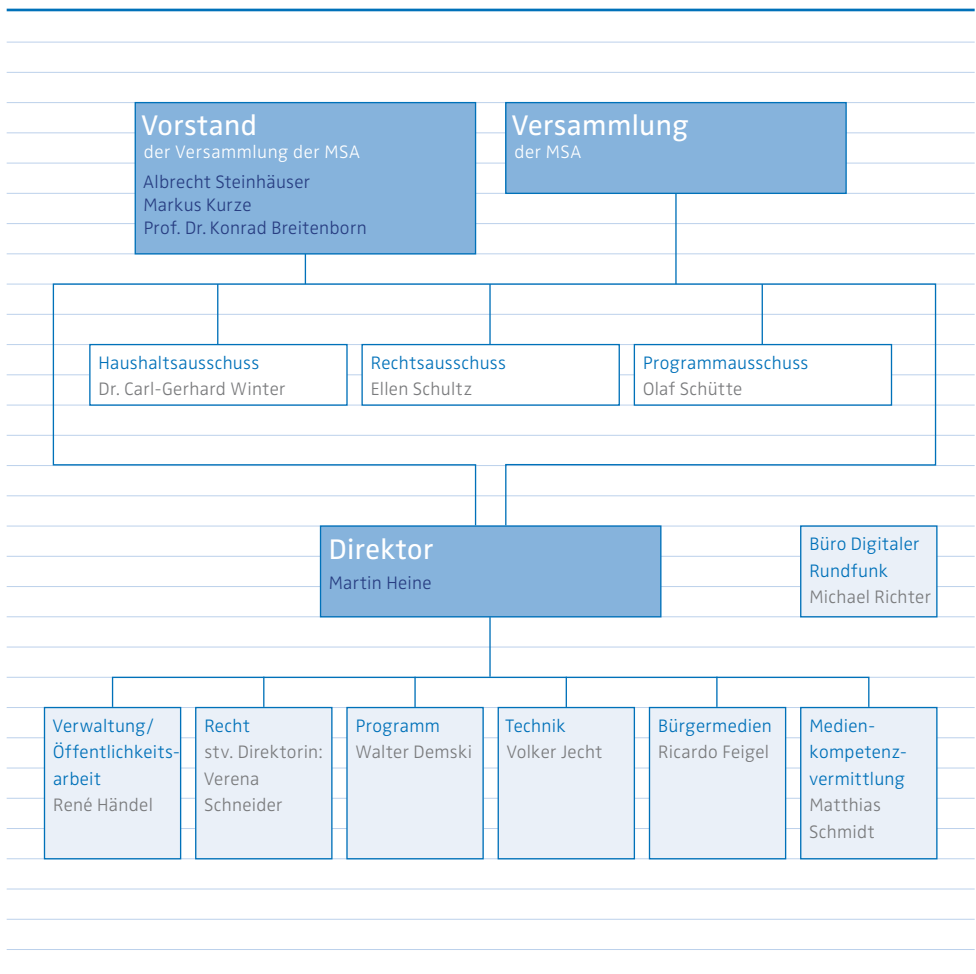 Vorstand
der Versammlung der MSA
Albrecht Steinhäuser
Markus Kurze
Prof. Dr. Konrad Breitenborn
Versammlung
der MSA
Haushaltsausschuss
Dr. Carl-Gerhard Winter
Rechtsausschuss
Ellen Schultz
Programmausschuss
Olaf Schütte
Direktor
Martin Heine
Büro Digitaler
Rundfunk
Michael Richter
Verwaltung/
Öffentlichkeits-
arbeit
René Händel
Recht
stv. Direktorin:
Verena
Schneider
Programm
Walter Demski
Technik
Volker Jecht
Bürgermedien
Ricardo Feigel
Medien-
kompetenz-
vermittlung
Matthias
Schmidt